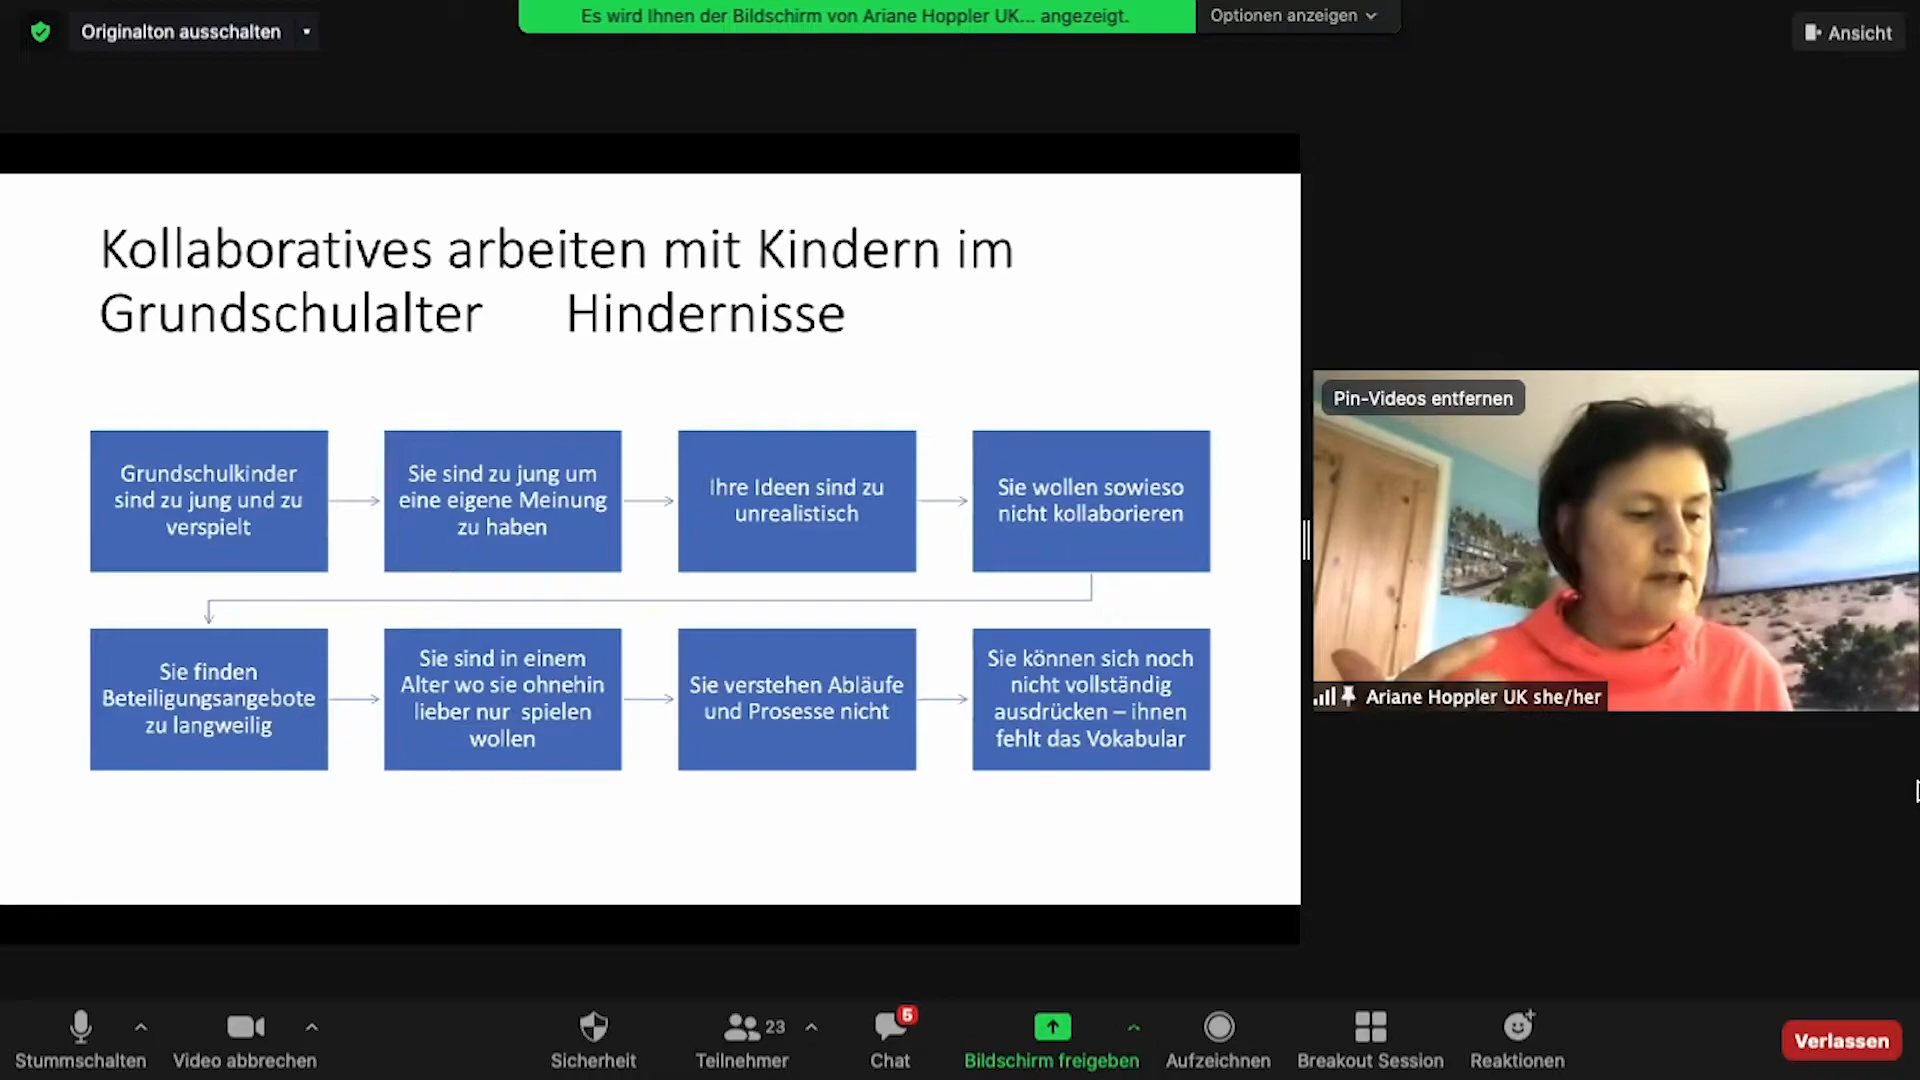 Originalton ausschalten
Es wird Ihnen der Bildschirm von Ariane Hoppler UK... angezeigt.
Optionen anzeigen
Ansicht
Kollaboratives arbeiten mit Kindern im
Grundschulalter Hindernisse
Grundschulkinder
sind zu jung und zu
verspielt
Sie sind zu jung um
eine eigene Meinung
zu haben
Ihre Ideen sind zu
unrealistisch
Sie wollen sowieso
nicht kollaborieren
Sie finden
Beteiligungsangebote
zu langweilig
Sie sind in einem
Alter wo sie ohnehin
lieber nur spielen
wollen
Sie verstehen Abläufe
und Prosesse nicht
Sie können sich noch
nicht vollständig
ausdrücken – ihnen
fehlt das Vokabular
Pin-Videos entfernen
Ariane Hoppler UK she/her
Stummschalten
Video abbrechen
Sicherheit
23
Teilnehmer
5
Chat
Bildschirm freigeben
Aufzeichnen
Breakout Session
Reaktionen
Verlassen